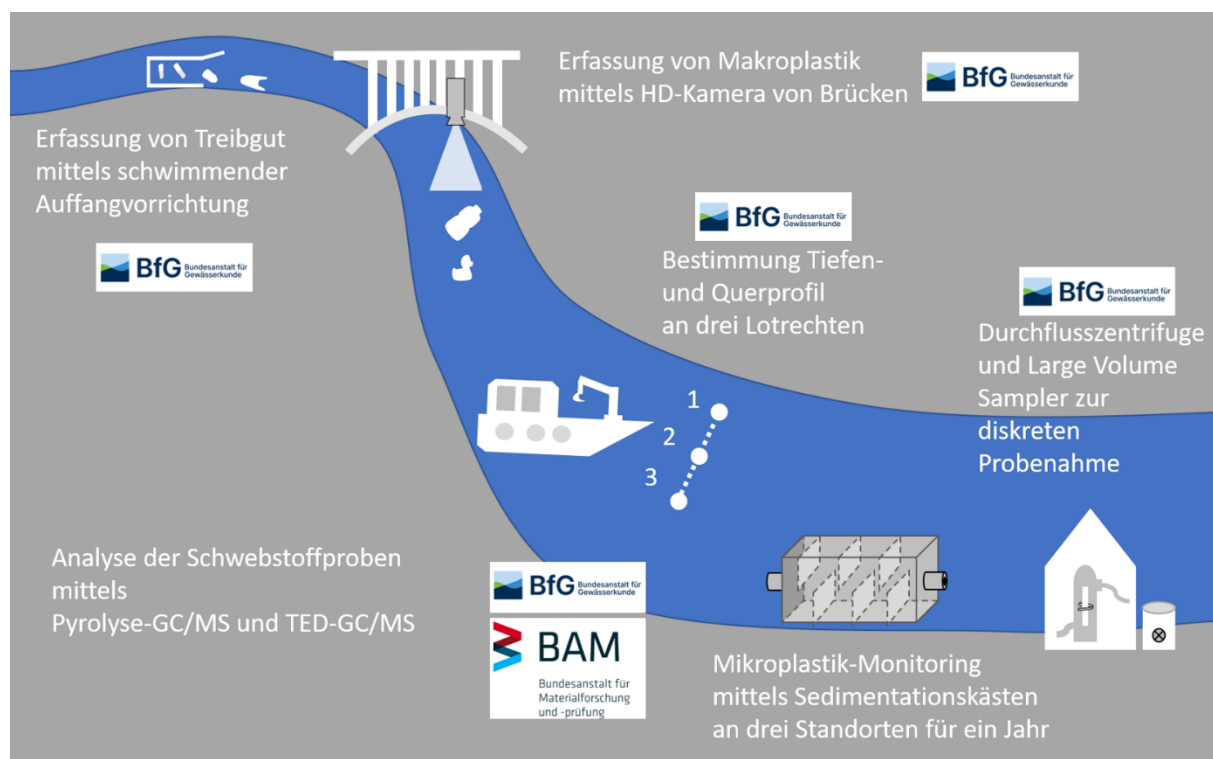 Erfassung von Makroplastik
mittels HD-Kamera von Brücken
BfG Bundesanstalt für
Gewässerkunde
Erfassung von Treibgut
mittels schwimmender
Auffangvorrichtung
BfG Bundesanstalt für
Gewässerkunde
BfG Bundesanstalt für
Gewässerkunde
Bestimmung Tiefen-
und Querprofil
an drei Lotrechten
BfG Bundesanstalt für
Gewässerkunde
Durchflusszentrifuge
und Large Volume
Sampler zur
diskreten
Probenahme
1
2
3
Analyse der Schwebstoffproben
mittels
Pyrolyse-GC/MS und TED-GC/MS
BfG Bundesanstalt für
Gewässerkunde
BAM
Bundesanstalt für
Materialforschung
und -prüfung
Mikroplastik-Monitoring
mittels Sedimentationskästen
an drei Standorten für ein Jahr